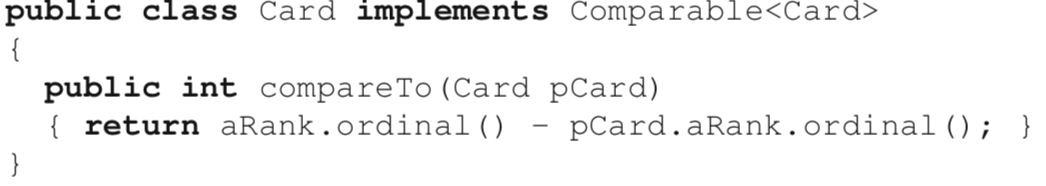 public class Card implements Comparable<Card>
{
public int compareTo(Card pCard)
{ return aRank.ordinal() - pCard.aRank.ordinal(); }
}